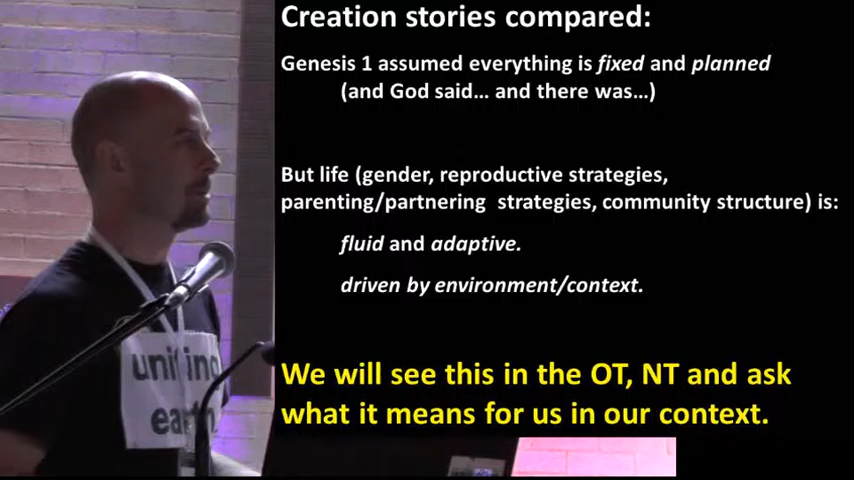 Creation stories compared:
Genesis 1 assumed everything is fixed and planned
(and God said... and there was...)
But life (gender, reproductive strategies,
parenting/partnering strategies, community structure) is:
fluid and adaptive.
driven by environment/context.
We will see this in the OT, NT and ask
what it means for us in our context.